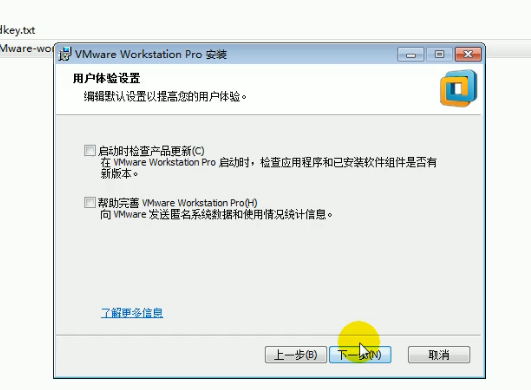 dkey.txt
VMware Workstation Pro 安装
用户体验设置
编辑默认设置以提高您的用户体验。
启动时检查产品更新(C)
在 VMware Workstation Pro 启动时，检查应用程序和已安装软件组件是否有
新版本。
帮助完善 VMware Workstation Pro(H)
向 VMware 发送匿名系统数据和使用情况统计信息。
了解更多信息
上一步(B)
下一步(N)
取消